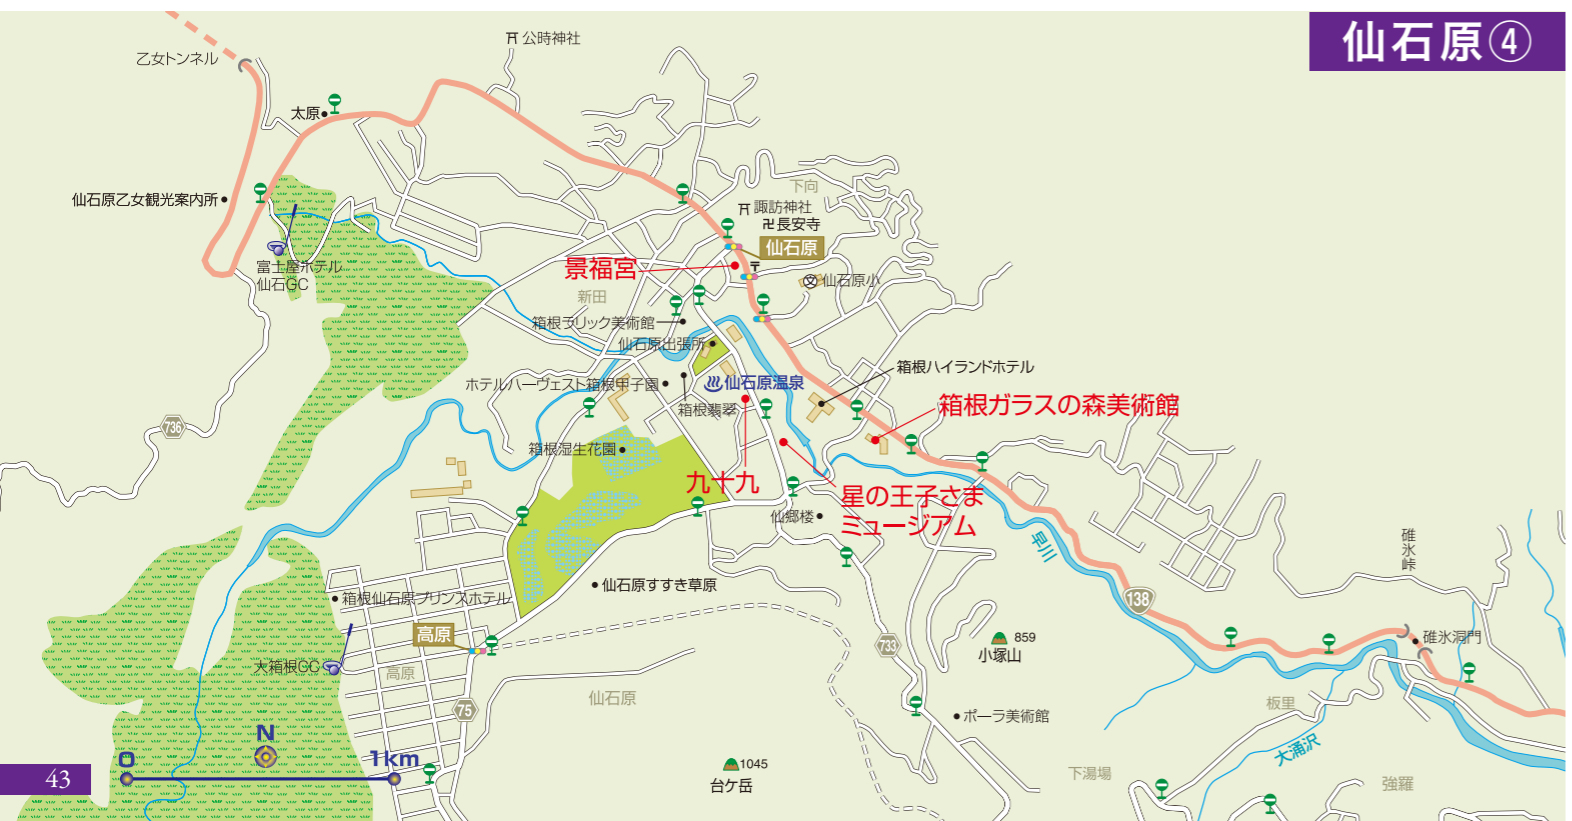 仙石原④
公時神社
乙女トンネル
太原
下向
仙石原乙女観光案内所
諏訪神社
長安寺
仙石原
景福宮
〒
富士屋ホテル
仙石GC
文
仙石原小
新田
箱根ラリック美術館
仙石原出張所
箱根ハイランドホテル
ホテルハーヴェスト箱根甲子園
仙石原温泉
箱根翡翠
箱根ガラスの森美術館
736
箱根湿生花園
九十九
星の王子さま
ミュージアム
仙郷楼
早川
碓氷峠
仙石原すすき草原
箱根仙石原プリンスホテル
138
高原
859
小塚山
733
碓氷洞門
大箱根CC
高原
仙石原
75
ポーラ美術館
板里
大涌沢
N
0
1km
1045
台ケ岳
下湯場
強羅
43